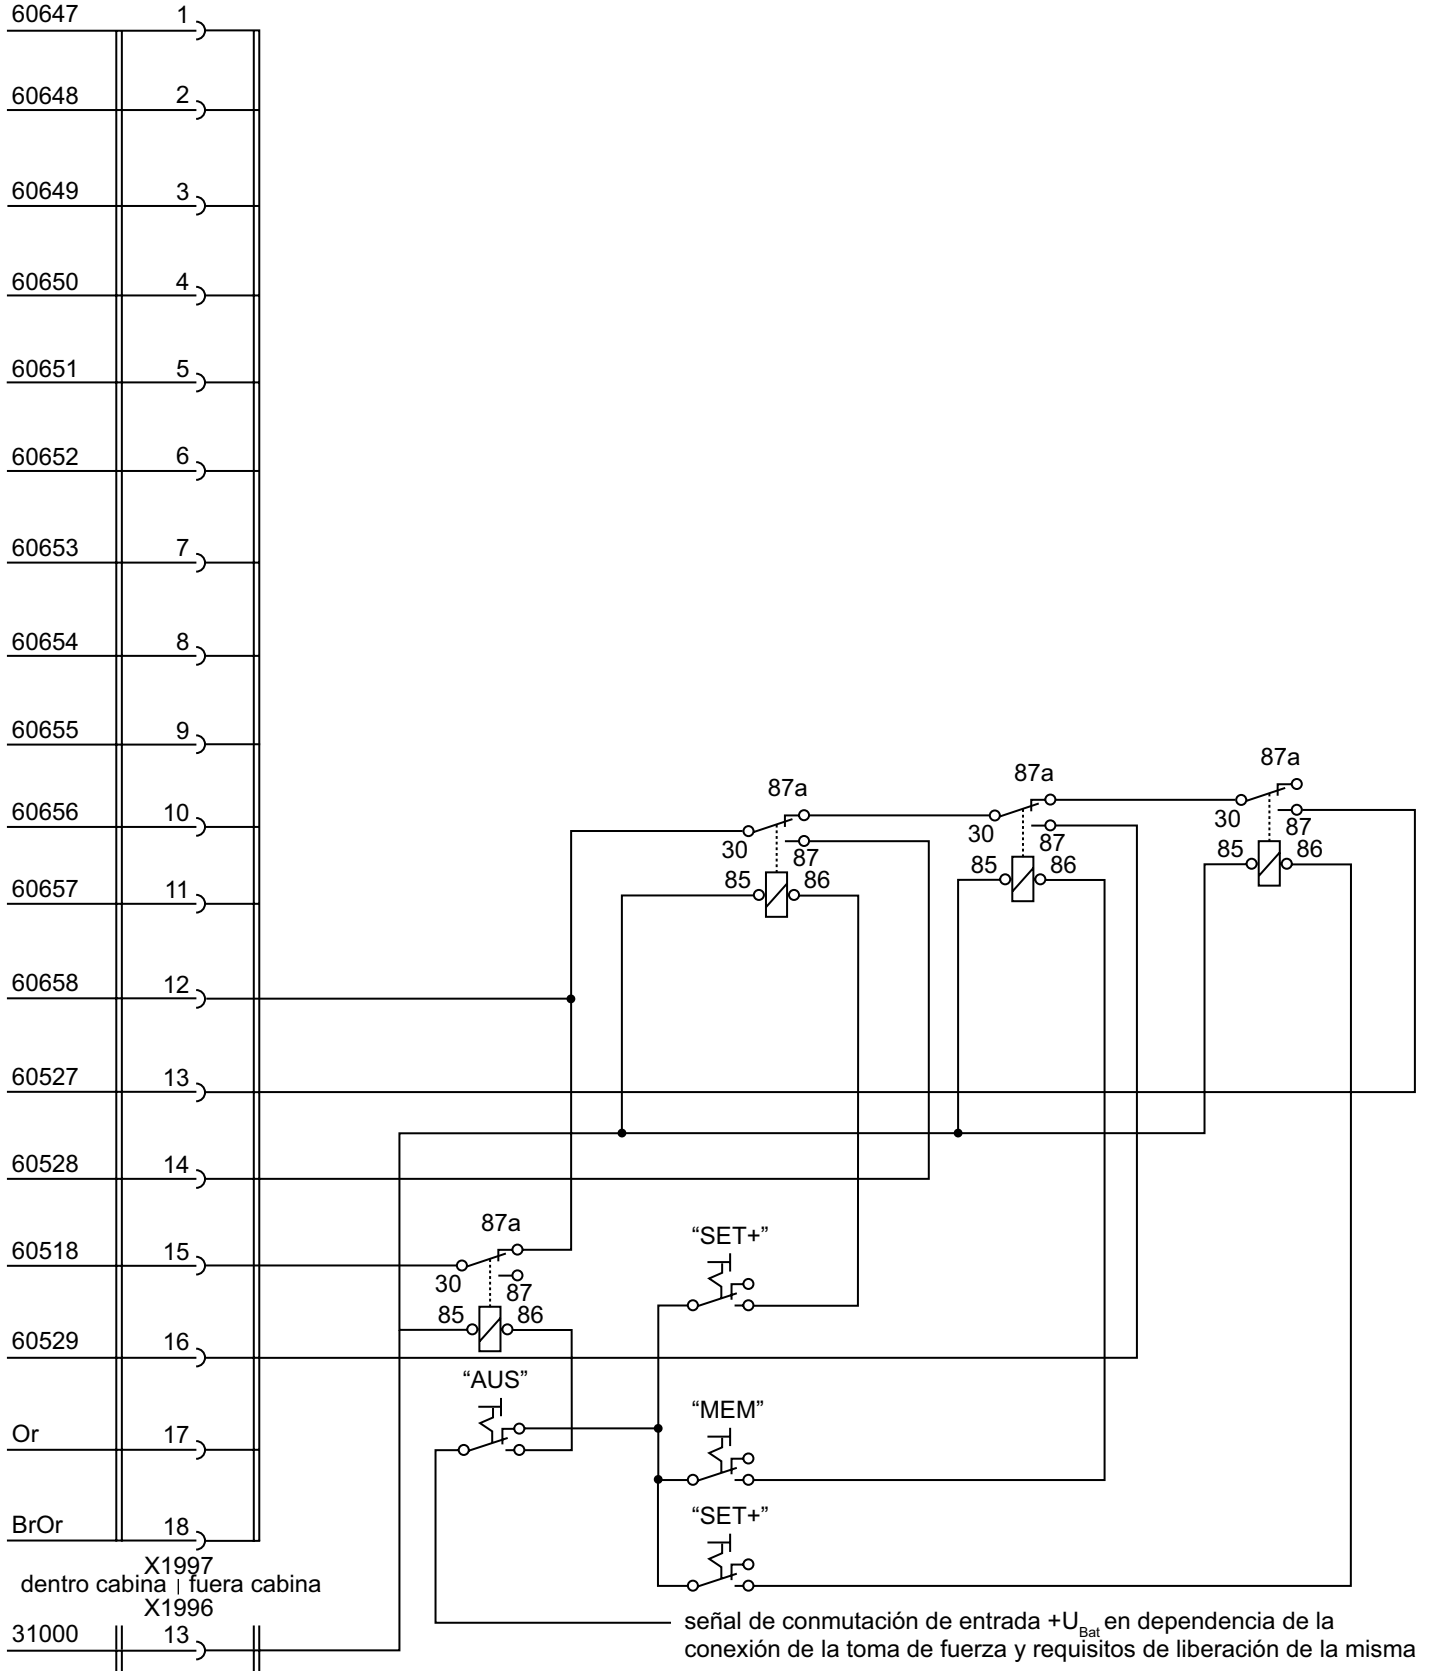 60647 1
60648 2
60649 3
60650 4
60651 5
60652 6
60653 7
60654 8
60655 9
87a
87a
87a
60656 10
30 87
30 87
30 87
85 86
85 86
85 86
60657 11
60658 12
60527 13
60528 14
87a
“SET+”
60518 15
30 87
85 86
60529 16
“AUS”
“MEM”
Or 17
“SET+”
BrOr 18
X1997
dentro cabina | fuera cabina
X1996
31000 13
señal de conmutación de entrada +UBat en dependencia de la
conexión de la toma de fuerza y requisitos de liberación de la misma